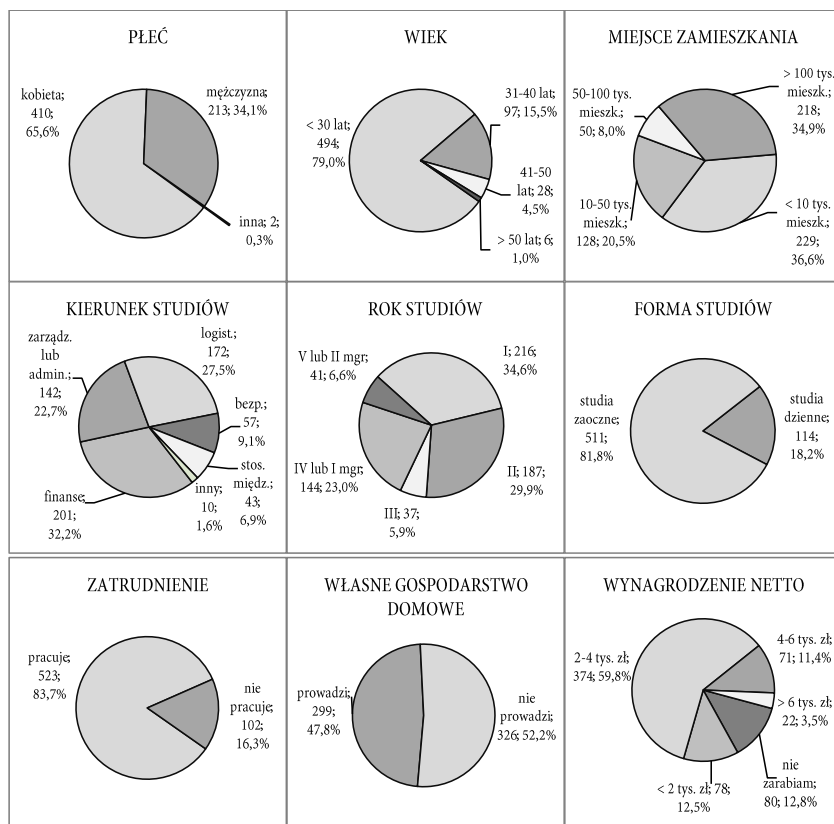 PŁEĆ
kobieta;
410;
65,6%
mężczyzna;
213; 34,1%
inna; 2;
0,3%
WIEK
< 30 lat;
494;
79,0%
31-40 lat;
97; 15,5%
41-50
lat; 28;
4,5%
> 50 lat; 6;
1,0%
MIEJSCE ZAMIESZKANIA
50-100 tys.
mieszk.;
50; 8,0%
> 100 tys.
mieszk.;
218;
34,9%
10-50 tys.
mieszk.;
128; 20,5%
< 10 tys.
mieszk.;
229;
36,6%
KIERUNEK STUDIÓW
zarządz.
lub
admin.;
142;
22,7%
logist.;
172;
27,5%
bezp.;
57;
9,1%
stos.
międz.;
43;
6,9%
inny;
10;
1,6%
finanse;
201;
32,2%
ROK STUDIÓW
V lub II mgr;
41; 6,6%
I; 216;
34,6%
IV lub I mgr;
144; 23,0%
III; 37;
5,9%
II; 187;
29,9%
FORMA STUDIÓW
studia
zaoczne;
511;
81,8%
studia
dzienne;
114;
18,2%
ZATRUDNIENIE
pracuje;
523;
83,7%
nie
pracuje;
102;
16,3%
WŁASNE GOSPODARSTWO
DOMOWE
prowadzi;
299;
47,8%
nie
prowadzi;
326; 52,2%
WYNAGRODZENIE NETTO
2-4 tys. zł;
374; 59,8%
4-6 tys. zł;
71; 11,4%
> 6 tys. zł;
22; 3,5%
nie
zarabiam;
80; 12,8%
< 2 tys. zł; 78;
12,5%